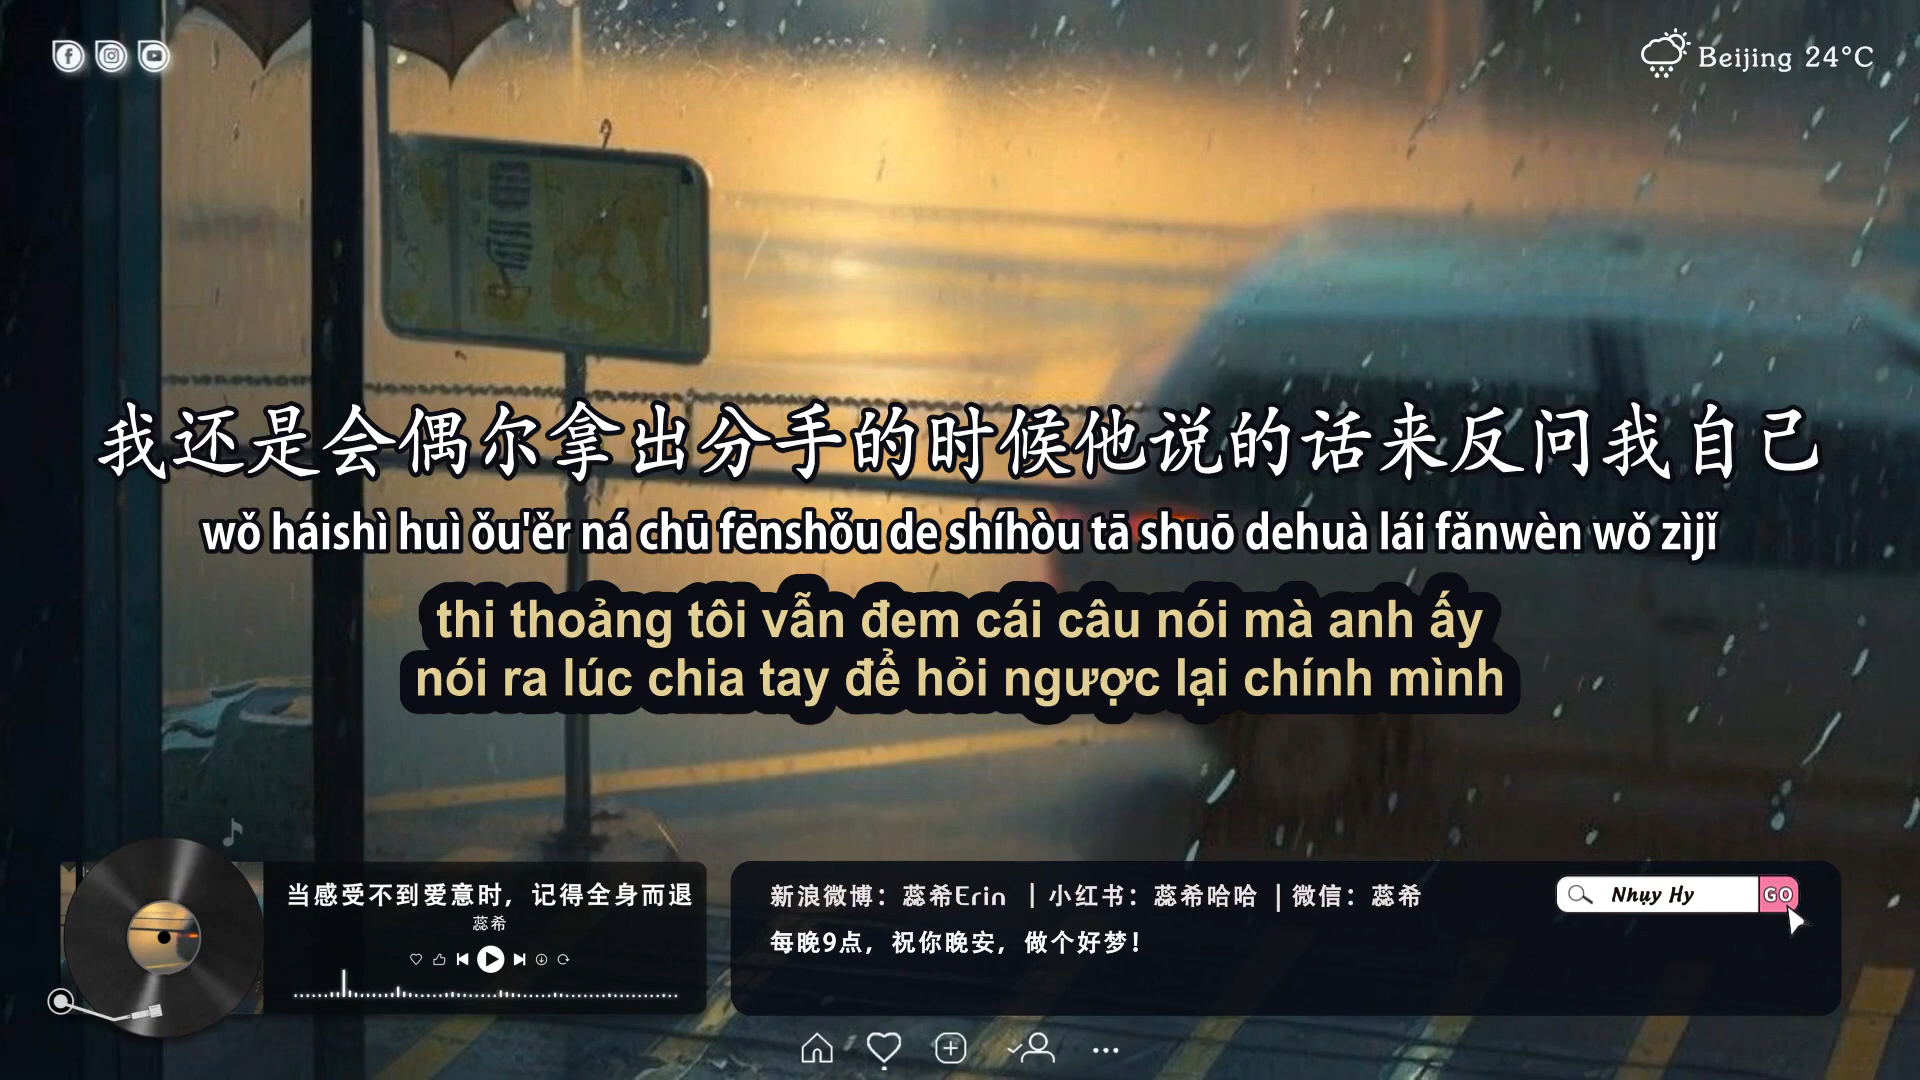 Beijing 24°C
我还是会偶尔拿出分手的时候他说的话来反问我自己
wǒ háishì huì ǒu'ěr ná chū fēnshǒu de shíhòu tā shuō dehuà lái fǎnwèn wǒ zìjǐ
thi thoảng tôi vẫn đem cái câu nói mà anh ấy
nói ra lúc chia tay để hỏi ngược lại chính mình
当感受不到爱意时，记得全身而退
蕊希
新浪微博：蕊希Erin ｜小红书：蕊希哈哈 ｜微信：蕊希
每晚9点，祝你晚安，做个好梦！
Nhụy Hy
GO